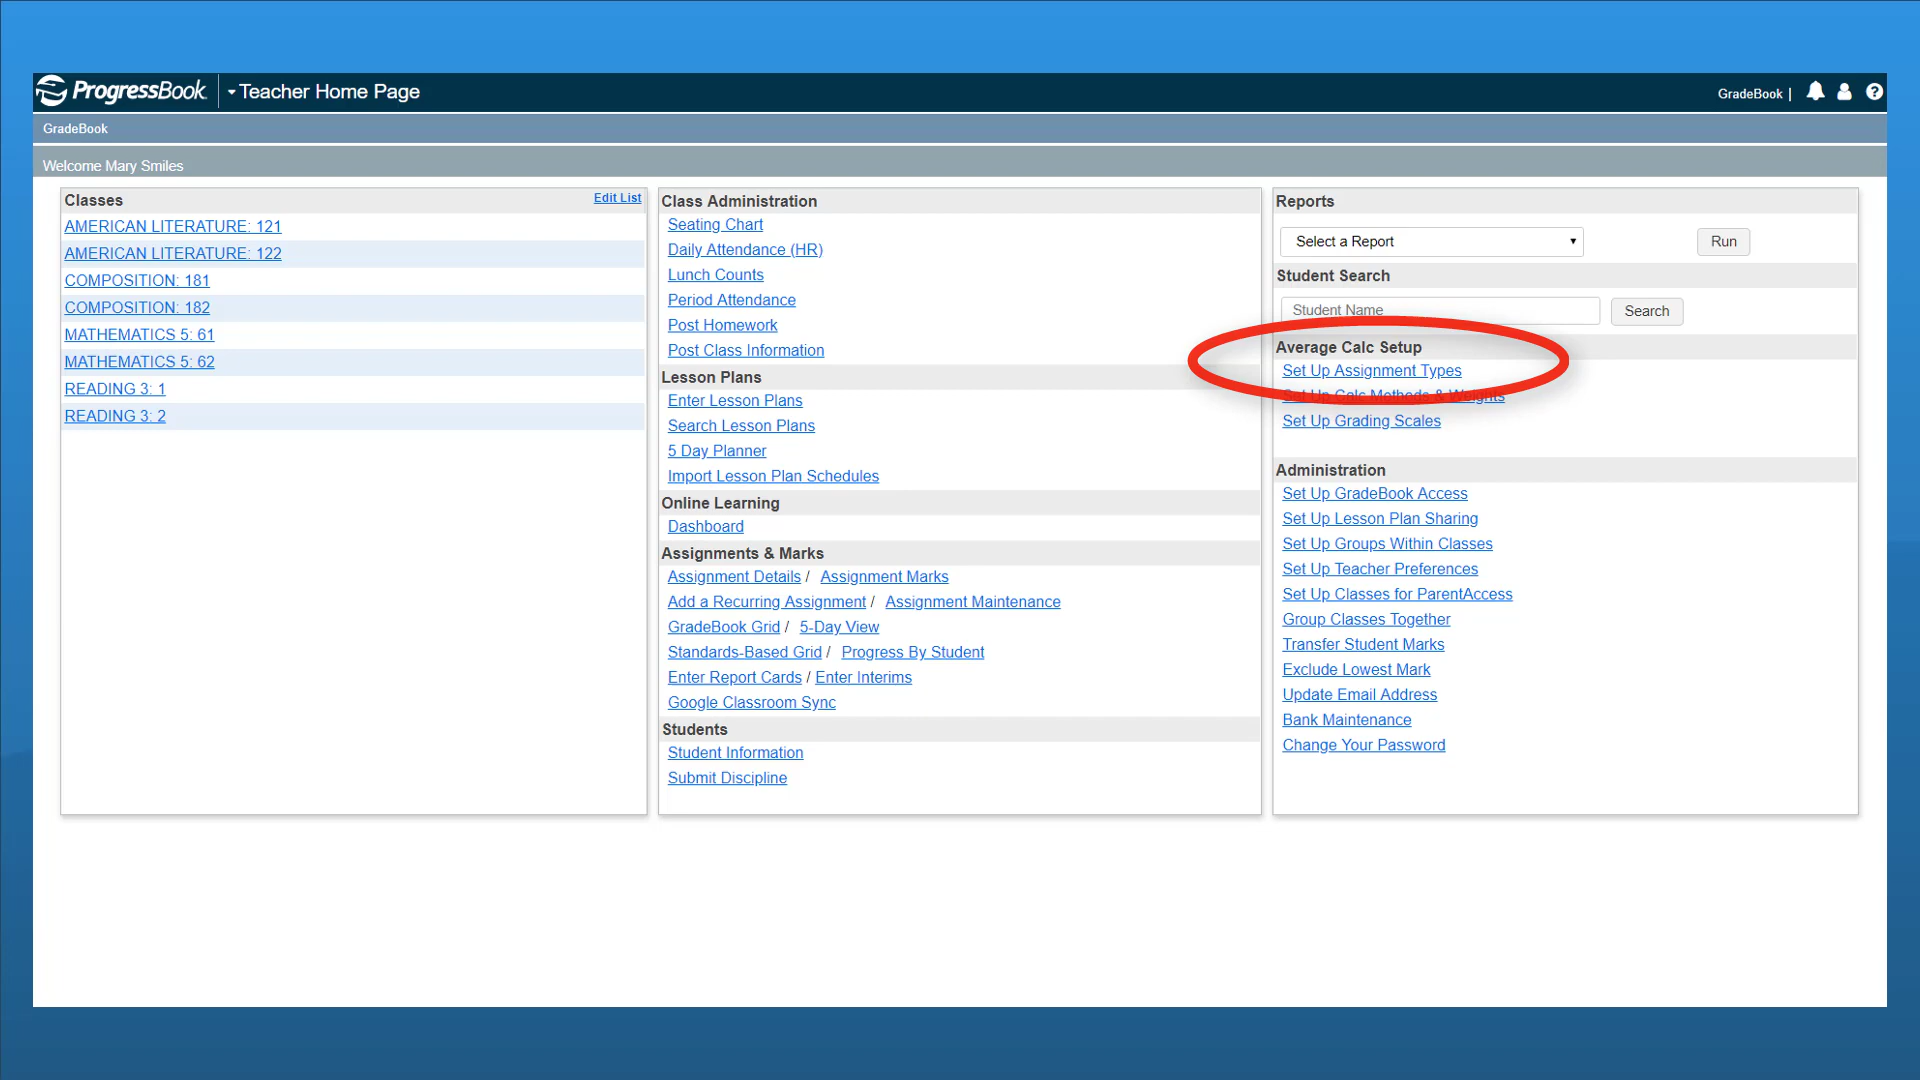 ProgressBook
Teacher Home Page
GradeBook |
GradeBook
Welcome Mary Smiles
Classes
Edit List
AMERICAN LITERATURE: 121
AMERICAN LITERATURE: 122
COMPOSITION: 181
COMPOSITION: 182
MATHEMATICS 5: 61
MATHEMATICS 5: 62
READING 3: 1
READING 3: 2
Class Administration
Seating Chart
Daily Attendance (HR)
Lunch Counts
Period Attendance
Post Homework
Post Class Information
Lesson Plans
Enter Lesson Plans
Search Lesson Plans
5 Day Planner
Import Lesson Plan Schedules
Online Learning
Dashboard
Assignments & Marks
Assignment Details / Assignment Marks
Add a Recurring Assignment / Assignment Maintenance
GradeBook Grid / 5-Day View
Standards-Based Grid / Progress By Student
Enter Report Cards / Enter Interims
Google Classroom Sync
Students
Student Information
Submit Discipline
Reports
Select a Report
Run
Student Search
Student Name
Search
Average Calc Setup
Set Up Assignment Types
Set Up Calc Methods & Weights
Set Up Grading Scales
Administration
Set Up GradeBook Access
Set Up Lesson Plan Sharing
Set Up Groups Within Classes
Set Up Teacher Preferences
Set Up Classes for ParentAccess
Group Classes Together
Transfer Student Marks
Exclude Lowest Mark
Update Email Address
Bank Maintenance
Change Your Password